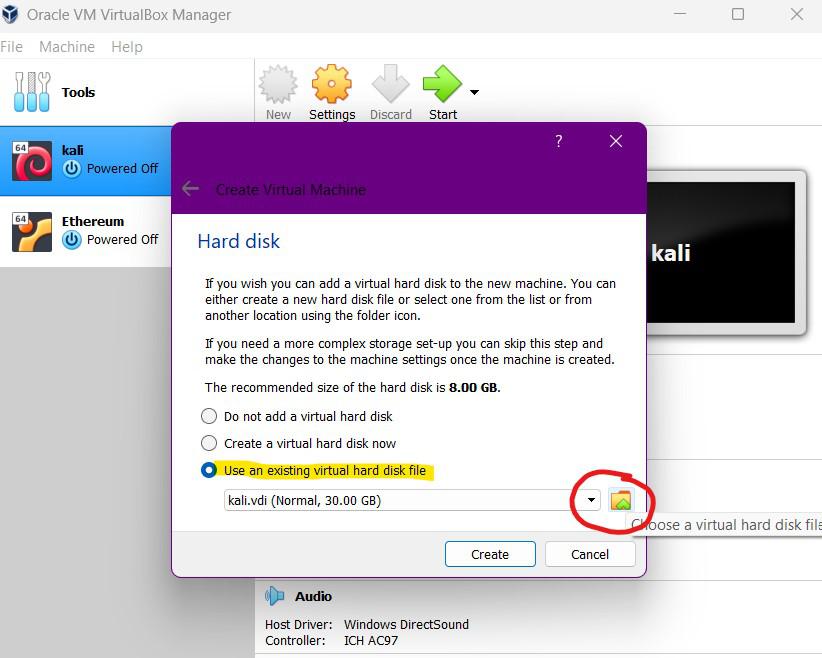 Oracle VM VirtualBox Manager
File Machine Help
Tools
New Settings Discard Start
64
kali
Powered Off
64
Ethereum
Powered Off
?
Create Virtual Machine
Hard disk
If you wish you can add a virtual hard disk to the new machine. You can
either create a new hard disk file or select one from the list or from
another location using the folder icon.
If you need a more complex storage set-up you can skip this step and
make the changes to the machine settings once the machine is created.
The recommended size of the hard disk is 8.00 GB.
Do not add a virtual hard disk
Create a virtual hard disk now
Use an existing virtual hard disk file
kali.vdi (Normal, 30.00 GB)
Choose a virtual hard disk file
Create Cancel
kali
Audio
Host Driver: Windows DirectSound
Controller: ICH AC97